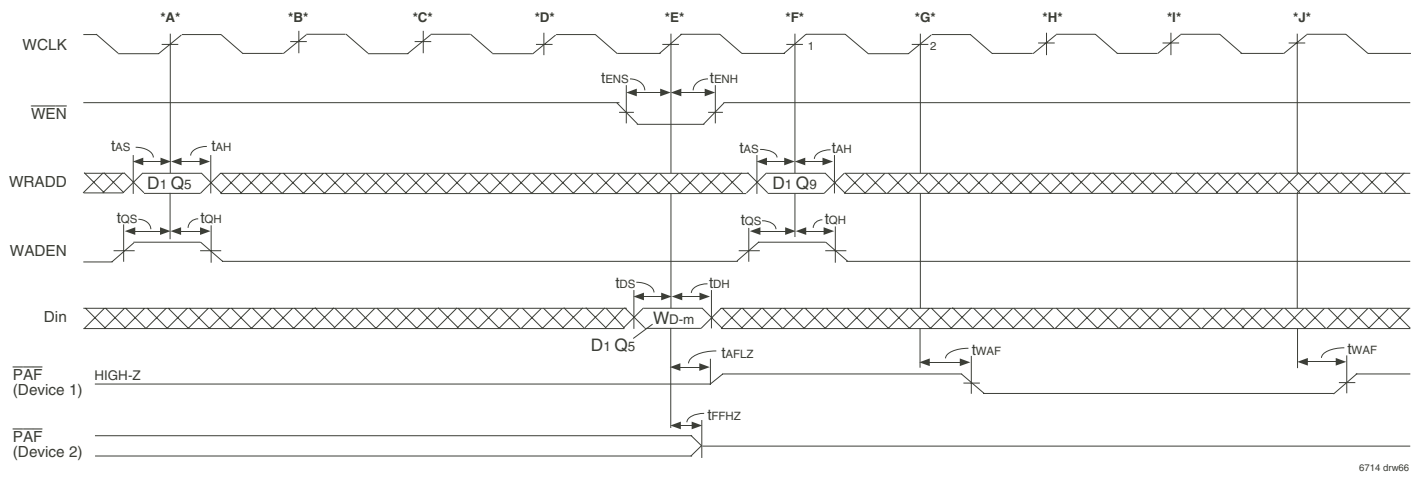 *A* *B* *C* *D* *E* *F* *G* *H* *I* *J*
WCLK 1 2
tENS tENH
WEN
tAS tAH tAS tAH
WRADD D1 Q5 D1 Q9
tQS tQH tQS tQH
WADEN
tDS tDH
Din WD-m
D1 Q5
tAFLZ tWAF tWAF
PAF HIGH-Z
(Device 1)
tFFHZ
PAF
(Device 2)
6714 drw66